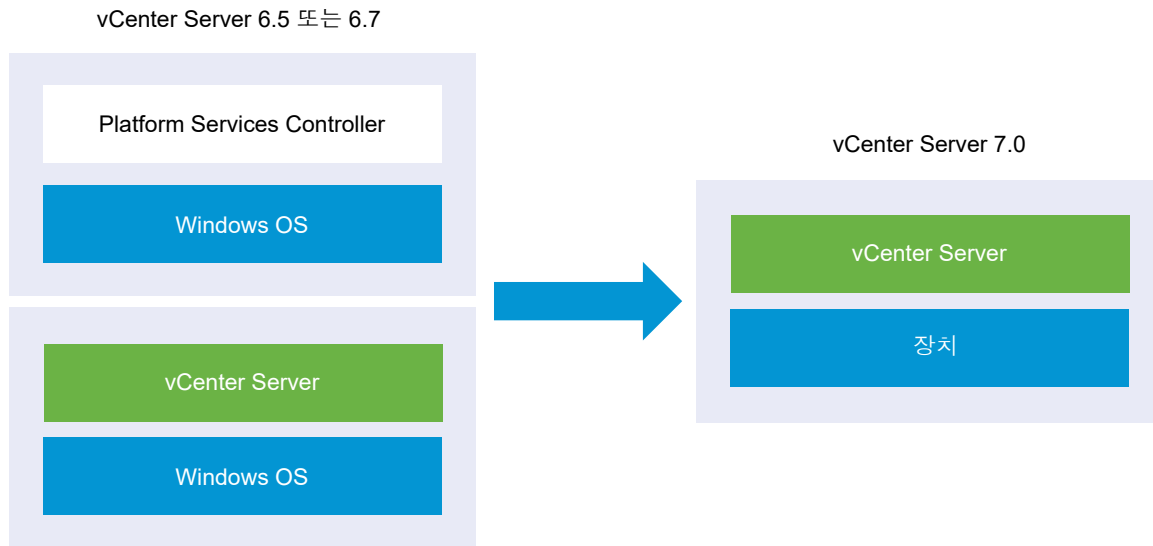 vCenter Server 6.5 또는 6.7
Platform Services Controller
Windows OS
vCenter Server
Windows OS
vCenter Server 7.0
vCenter Server
장치